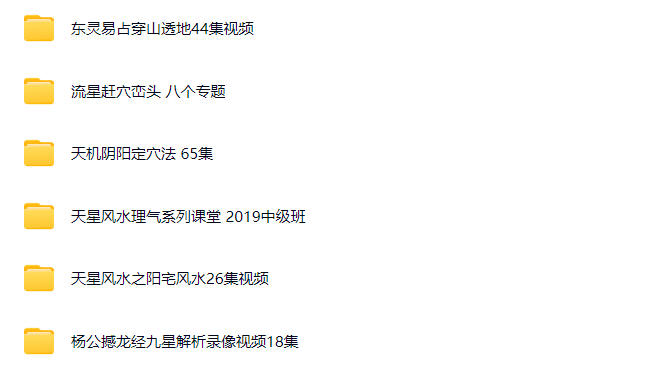 东灵易占穿山透地44集视频
流星赶穴峦头 八个专题
天机阴阳定穴法 65集
天星风水理气系列课堂 2019中级班
天星风水之阳宅风水26集视频
杨公撼龙经九星解析录像视频18集